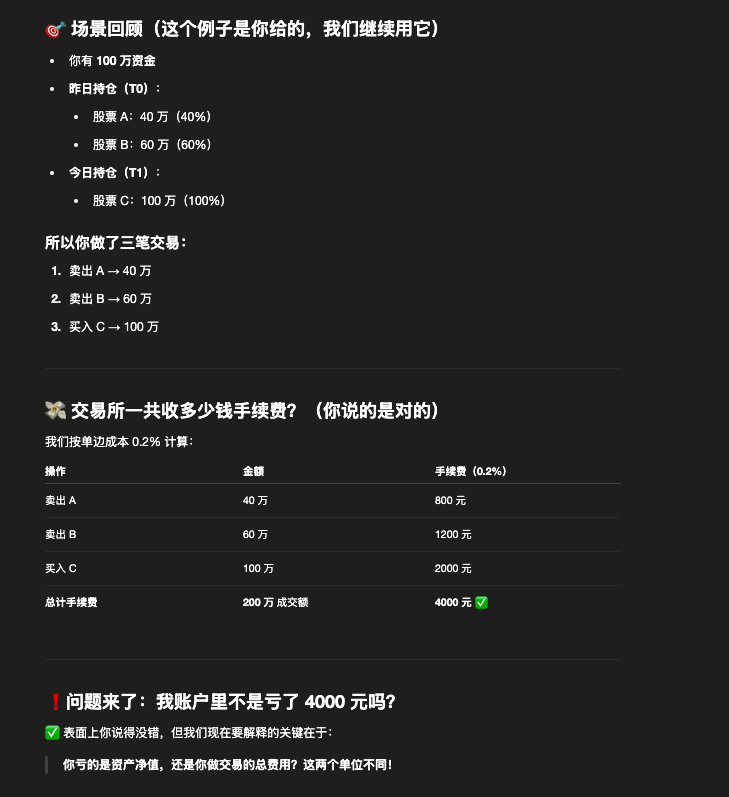 🎯 场景回顾（这个例子是你给的，我们继续用它）
• 你有 100 万资金
• 昨日持仓（T0）：
• 股票 A：40 万（40%）
• 股票 B：60 万（60%）
• 今日持仓（T1）：
• 股票 C：100 万（100%）
所以你做了三笔交易：
1. 卖出 A → 40 万
2. 卖出 B → 60 万
3. 买入 C → 100 万
💸 交易所一共收多少钱手续费？（你说的是对的）
我们按单边成本 0.2% 计算：
操作 金额 手续费（0.2%）
卖出 A 40 万 800 元
卖出 B 60 万 1200 元
买入 C 100 万 2000 元
总计手续费 200 万 成交额 4000 元 ✅
❗ 问题来了：我账户里不是亏了 4000 元吗？
✅ 表面上你说得没错，但我们现在要解释的关键在于：
你亏的是资产净值，还是你做交易的总费用？这两个单位不同！